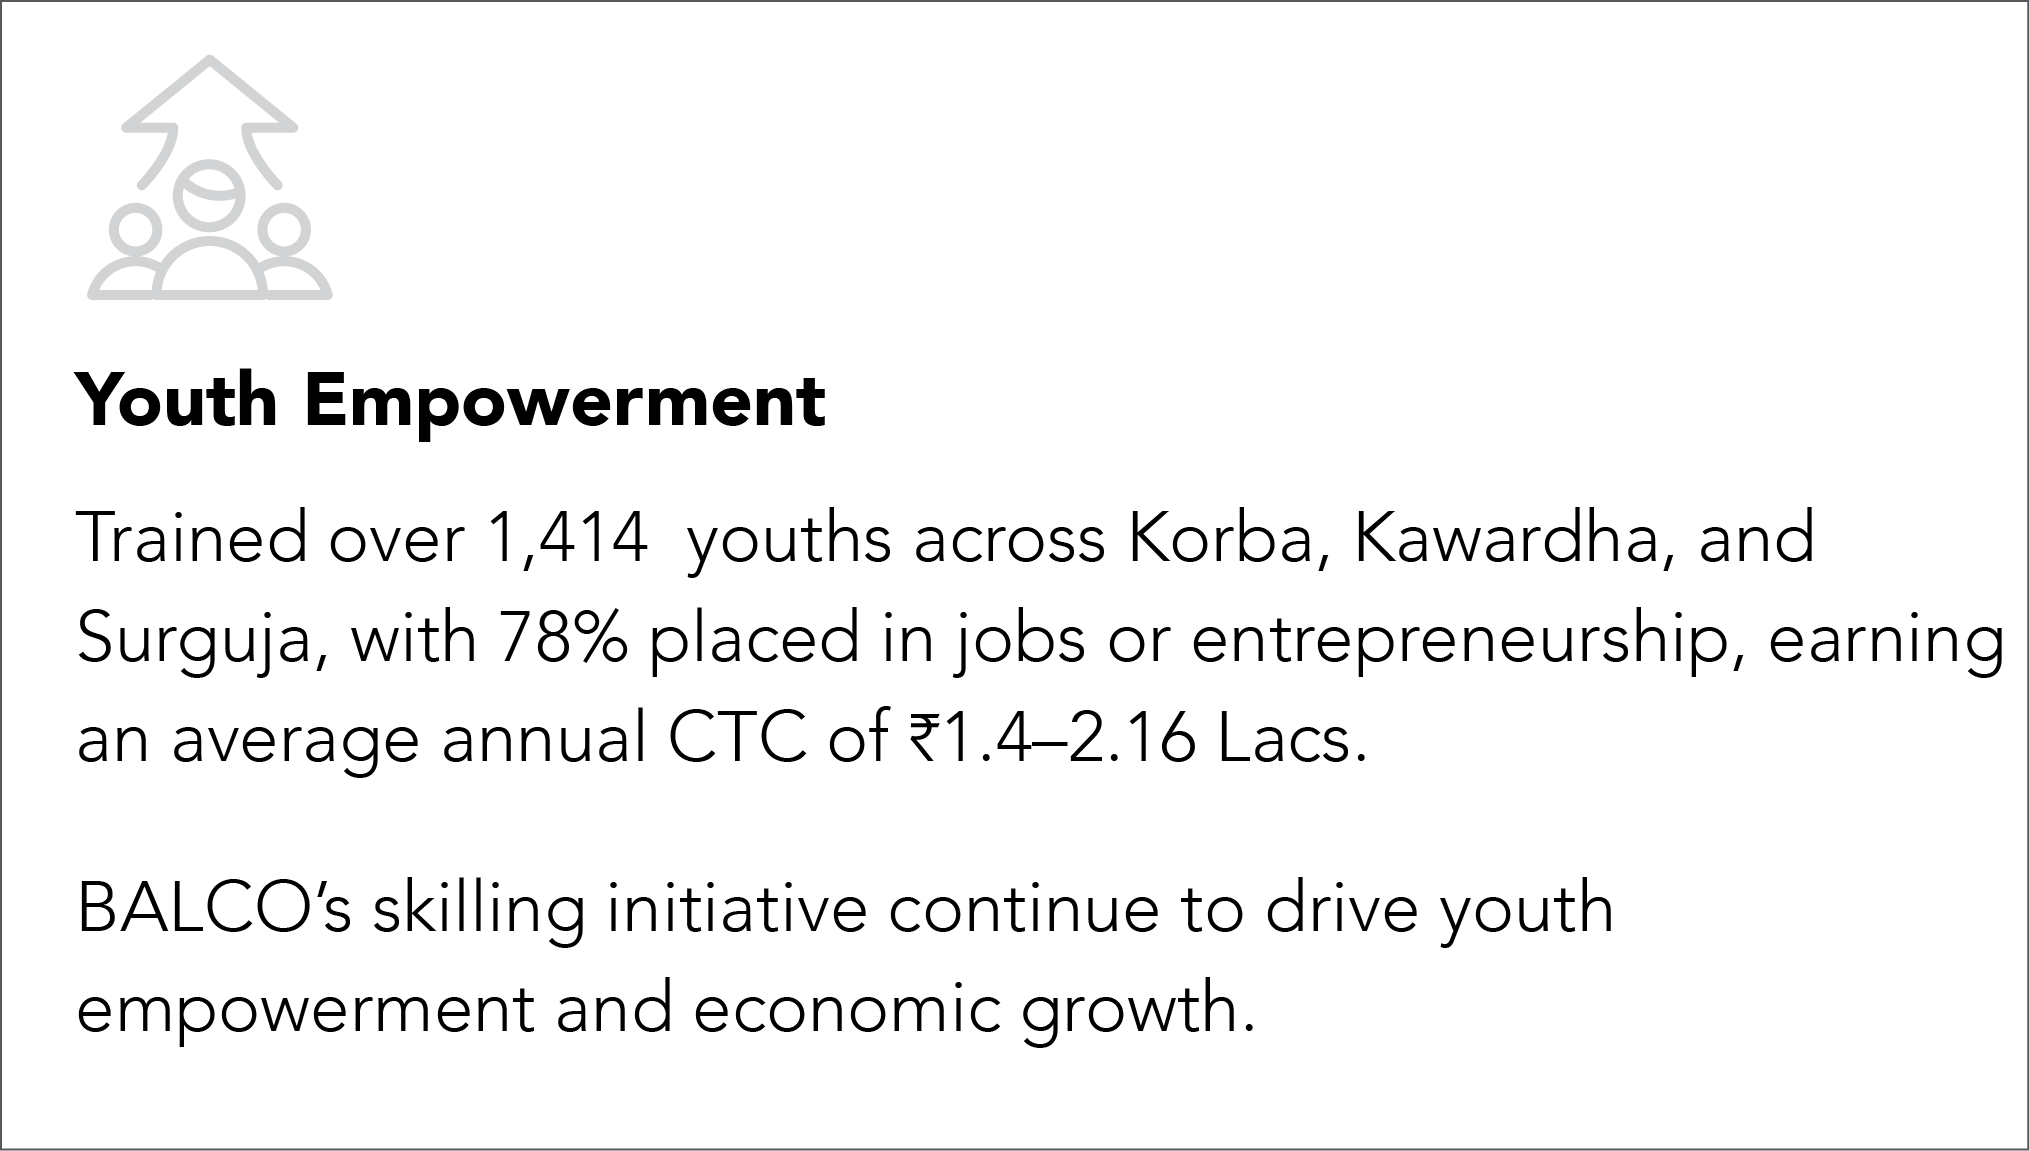 Youth Empowerment
Trained over 1,414  youths across Korba, Kawardha, and
Surguja, with 78% placed in jobs or entrepreneurship, earning
an average annual CTC of ₹1.4–2.16 Lacs.
BALCO’s skilling initiative continue to drive youth
empowerment and economic growth.